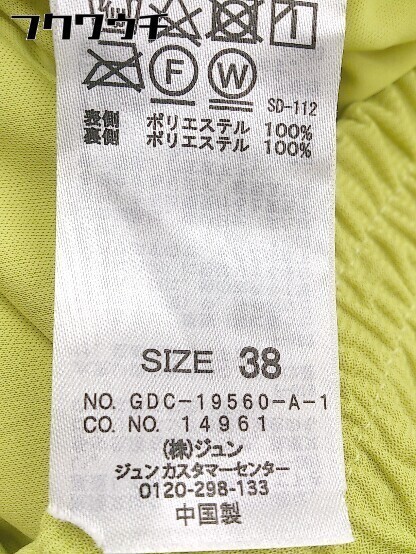 フクウウチ
F W
SD-112
表側 ポリエステル 100%
裏側 ポリエステル 100%
SIZE 38
NO. GDC-19560-A-1
CO. NO. 14961
(株)ジュン
ジュンカスタマーセンター
0120-298-133
中国製